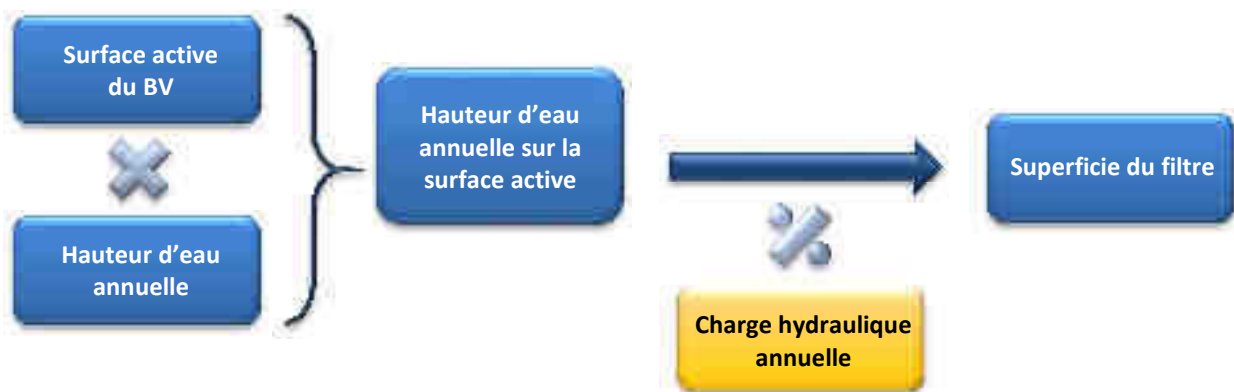 Surface active
du BV
Hauteur d’eau
annuelle
Hauteur d’eau
annuelle sur la
surface active
Superficie du filtre
Charge hydraulique
annuelle